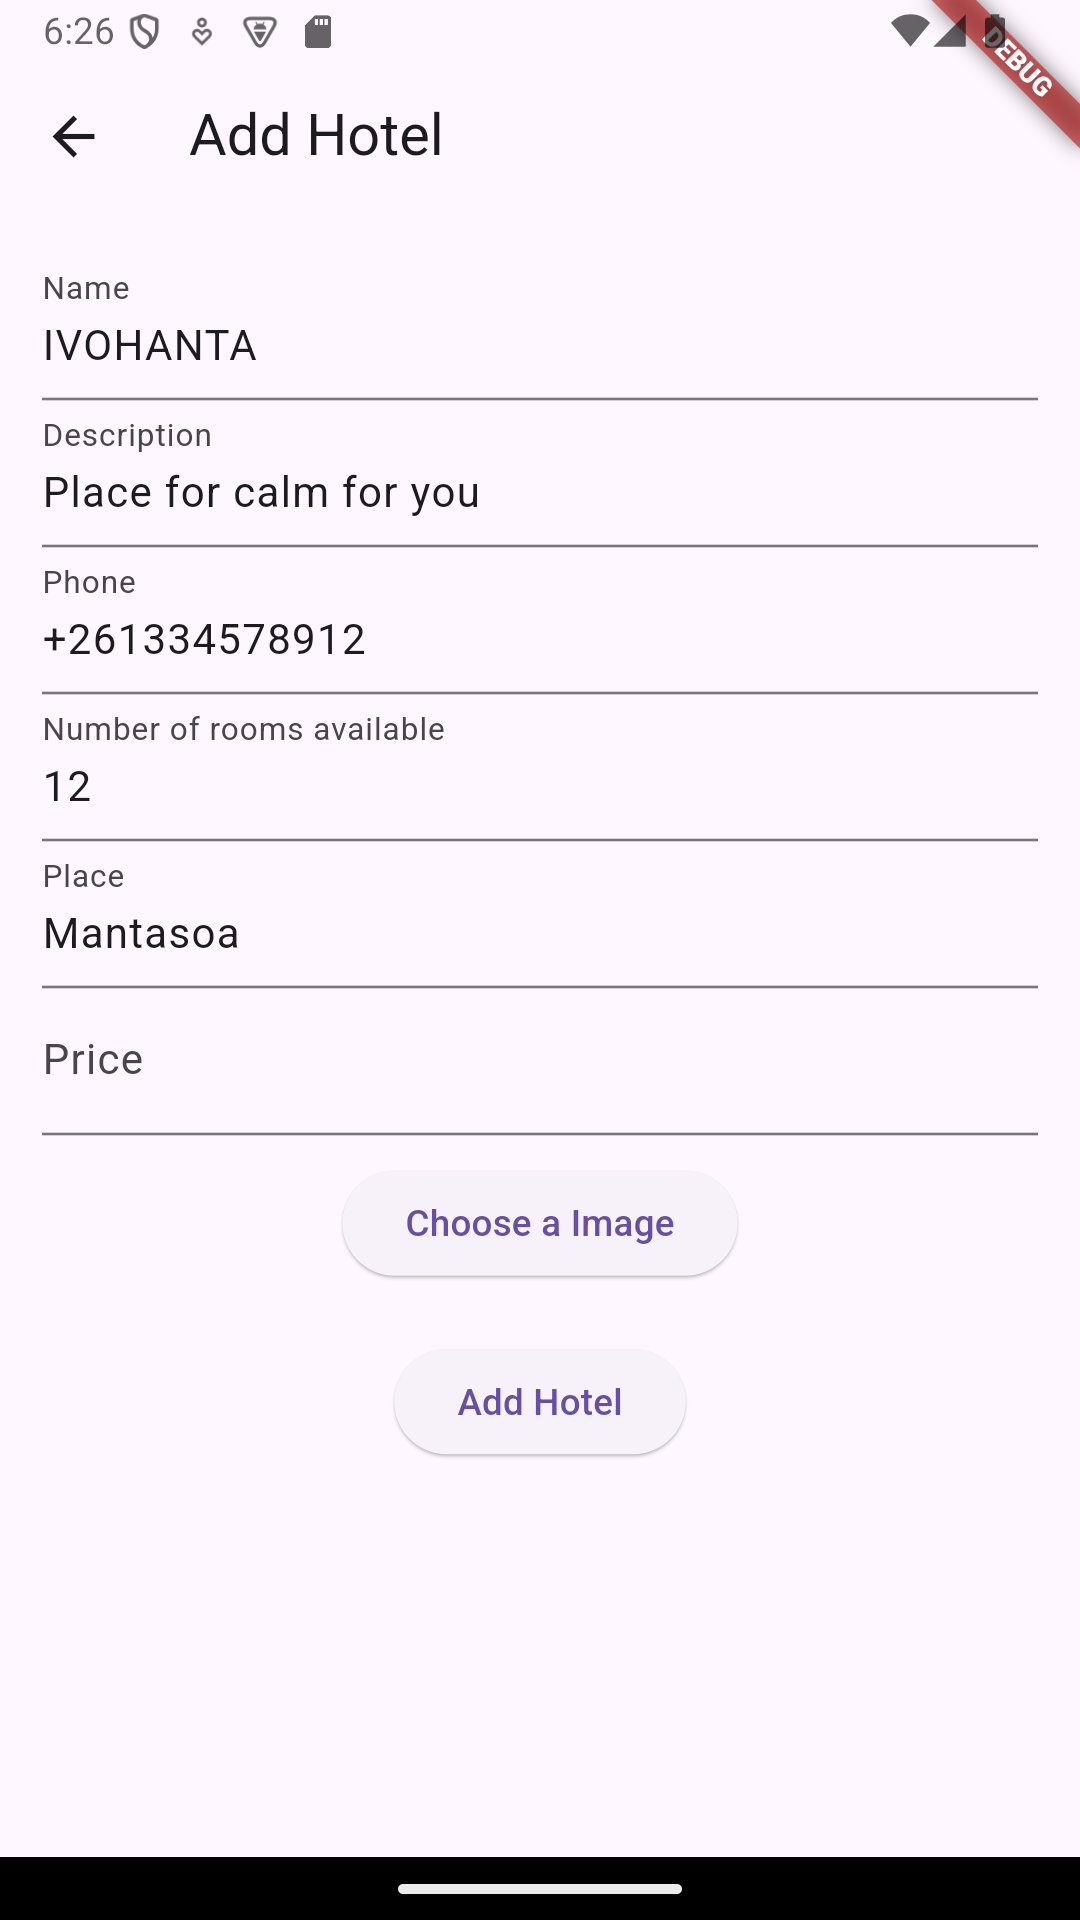 6:26
DEBUG
Add Hotel
Name
IVOHANTA
Description
Place for calm for you
Phone
+261334578912
Number of rooms available
12
Place
Mantasoa
Price
Choose a Image
Add Hotel